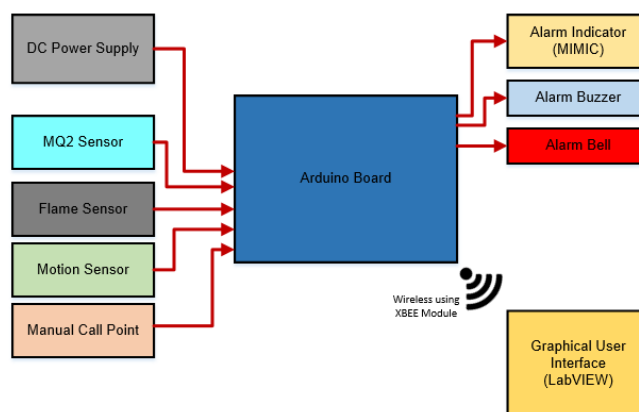 DC Power Supply
MQ2 Sensor
Flame Sensor
Motion Sensor
Manual Call Point
Arduino Board
Alarm Indicator
(MIMIC)
Alarm Buzzer
Alarm Bell
Wireless using
XBEE Module
Graphical User
Interface
(LabVIEW)